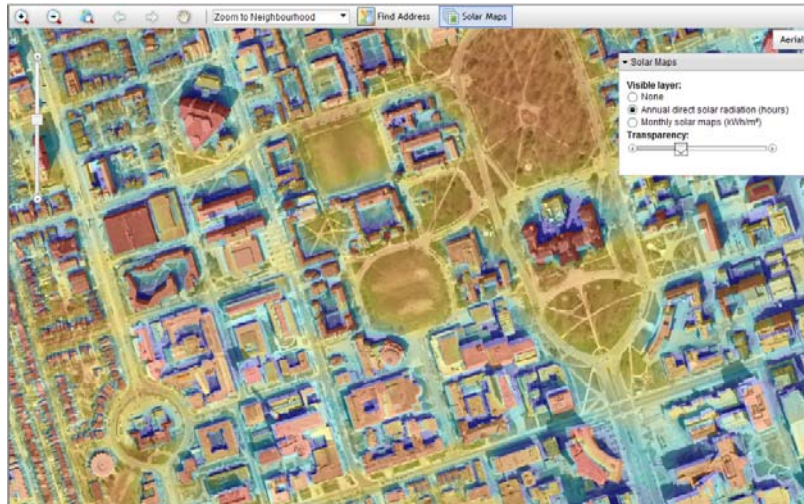 Zoom to Neighbourhood
Find Address
Solar Maps
Aerial
Solar Maps
Visible layer:
None
Annual direct solar radiation (hours)
Monthly solar maps (kWh/m²)
Transparency: